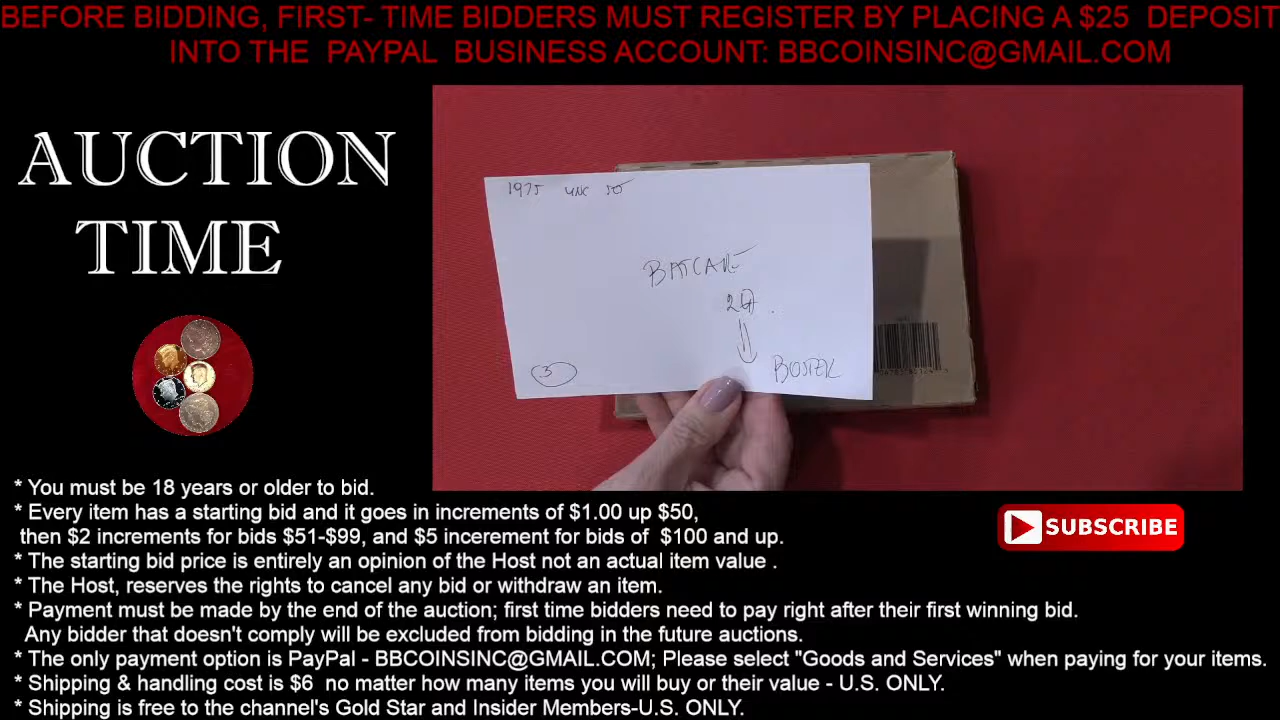 BEFORE BIDDING, FIRST- TIME BIDDERS MUST REGISTER BY PLACING A $25 DEPOSIT
INTO THE PAYPAL BUSINESS ACCOUNT: BBCOINSINC@GMAIL.COM
AUCTION
TIME
1975 UNC
BATCAVE
3
* You must be 18 years or older to bid.
* Every item has a starting bid and it goes in increments of $1.00 up $50,
then $2 increments for bids $51-$99, and $5 incerement for bids of $100 and up.
* The starting bid price is entirely an opinion of the Host not an actual item value .
* The Host, reserves the rights to cancel any bid or withdraw an item.
* Payment must be made by the end of the auction; first time bidders need to pay right after their first winning bid.
Any bidder that doesn't comply will be excluded from bidding in the future auctions.
* The only payment option is PayPal - BBCOINSINC@GMAIL.COM; Please select "Goods and Services" when paying for your items.
* Shipping & handling cost is $6 no matter how many items you will buy or their value - U.S. ONLY.
* Shipping is free to the channel's Gold Star and Insider Members-U.S. ONLY.
SUBSCRIBE